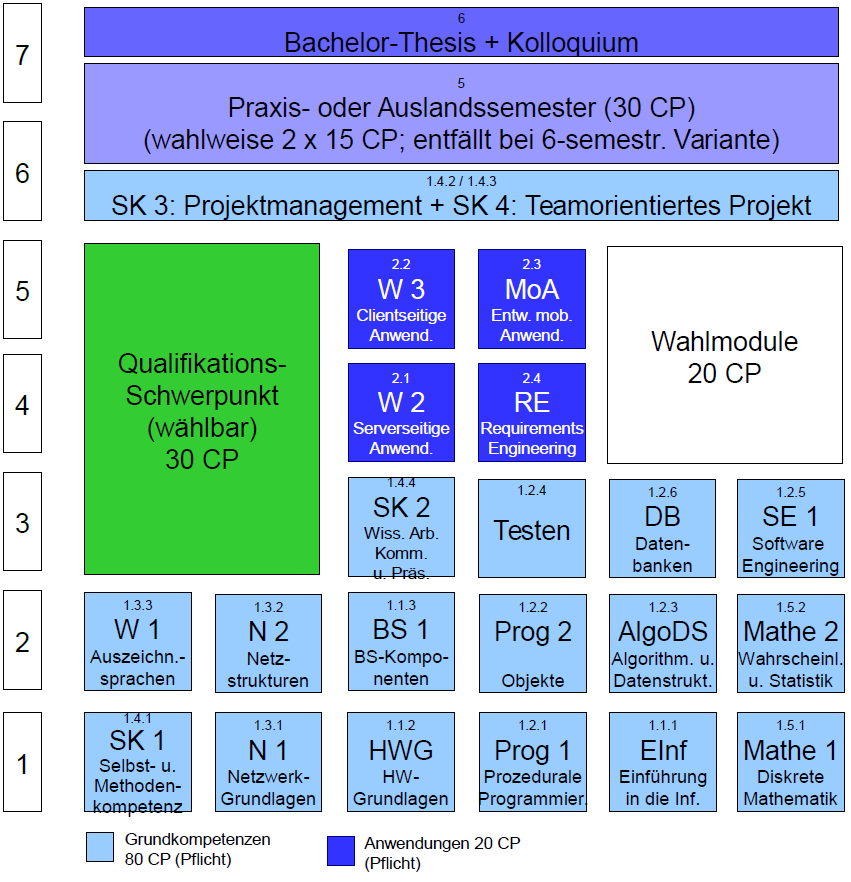 7
6
Bachelor-Thesis + Kolloquium
5
Praxis- oder Auslandssemester (30 CP)
(wahlweise 2 x 15 CP; entfällt bei 6-semestr. Variante)
6
1.4.2 / 1.4.3
SK 3: Projektmanagement + SK 4: Teamorientiertes Projekt
5
4
3
Qualifikations-
Schwerpunkt
(wählbar)
30 CP
2.2
W 3
Clientseitige
Anwend.
2.3
MoA
Entw. mob.
Anwend.
Wahlmodule
20 CP
2.1
W 2
Serverseitige
Anwend.
2.4
RE
Requirements
Engineering
1.4.4
SK 2
Wiss. Arb.
Komm.
u. Präs.
1.2.4
Testen
1.2.6
DB
Daten-
banken
1.2.5
SE 1
Software
Engineering
2
1.3.3
W 1
Auszeichn.-
sprachen
1.3.2
N 2
Netz-
strukturen
1.1.3
BS 1
BS-Kompo-
nenten
1.2.2
Prog 2
Objekte
1.2.3
AlgoDS
Algorithm. u.
Datenstrukt.
1.5.2
Mathe 2
Wahrscheinl.
u. Statistik
1
1.4.1
SK 1
Selbst- u.
Methoden-
kompetenz
1.3.1
N 1
Netzwerk-
Grundlagen
1.1.2
HWG
HW-
Grundlagen
1.2.1
Prog 1
Prozedurale
Programmier.
1.1.1
EInf
Einführung
in die Inf.
1.5.1
Mathe 1
Diskrete
Mathematik
Grundkompetenzen
80 CP (Pflicht)
Anwendungen 20 CP
(Pflicht)